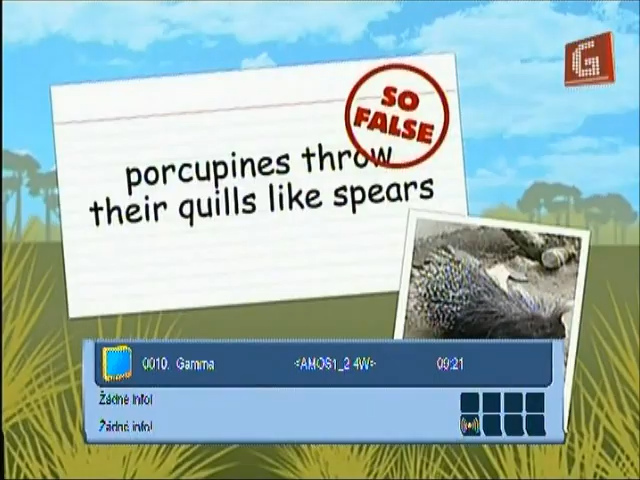 G
SO
FALSE
porcupines throw
their quills like spears
0010. Gamma <AMOS1_2 4W> 09:21
Žádné info!
Žádné info!